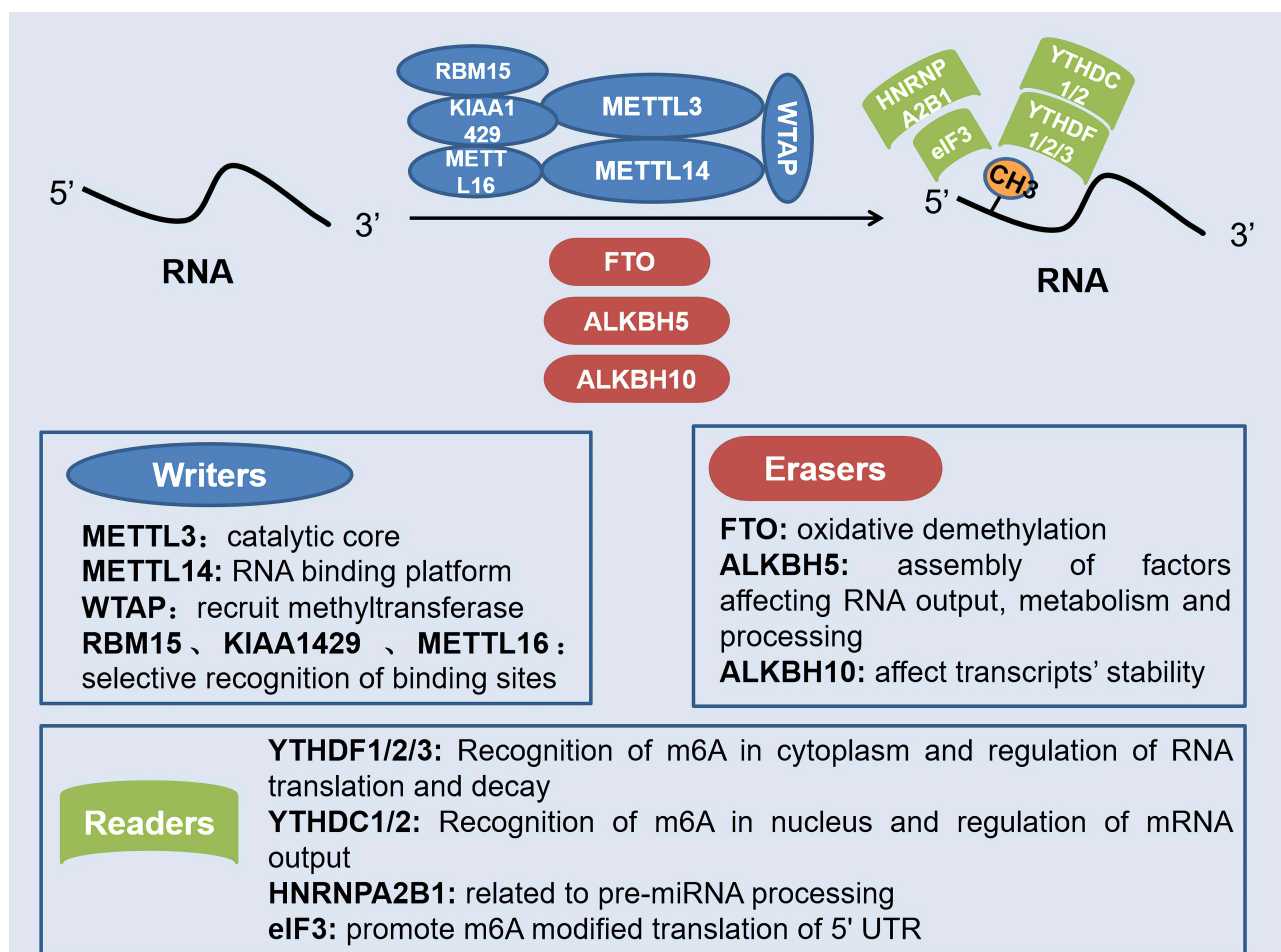 RBM15
KIAA1
429
METT
L16
METTL3
METTL14
WTAP
HNRNP
A2B1
eIF3
YTHDC
1/2
YTHDF
1/2/3
CH3
5’
3’
RNA
5’
3’
RNA
FTO
ALKBH5
ALKBH10
Writers
METTL3：catalytic core
METTL14: RNA binding platform
WTAP：recruit methyltransferase
RBM15、KIAA1429 、METTL16：
selective recognition of binding sites
Erasers
FTO: oxidative demethylation
ALKBH5: assembly of factors
affecting RNA output, metabolism and
processing
ALKBH10: affect transcripts’ stability
Readers
YTHDF1/2/3: Recognition of m6A in cytoplasm and regulation of RNA
translation and decay
YTHDC1/2: Recognition of m6A in nucleus and regulation of mRNA
output
HNRNPA2B1: related to pre-miRNA processing
eIF3: promote m6A modified translation of 5' UTR